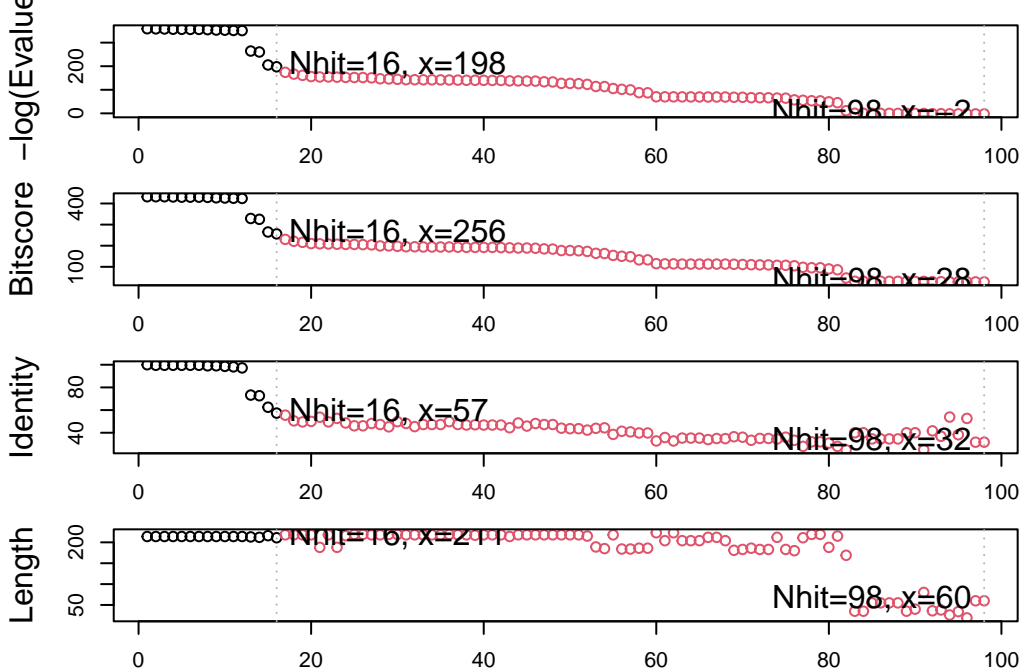 −log(Evalue
0 200
Nhit=16, x=198
Nhit=98, x=−2
0 20 40 60 80 100
Bitscore
100 400
Nhit=16, x=256
Nhit=98, x=28
0 20 40 60 80 100
Identity
40 80
Nhit=16, x=57
Nhit=98, x=32
0 20 40 60 80 100
Length
50 200
Nhit=16, x=211
Nhit=98, x=60
0 20 40 60 80 100